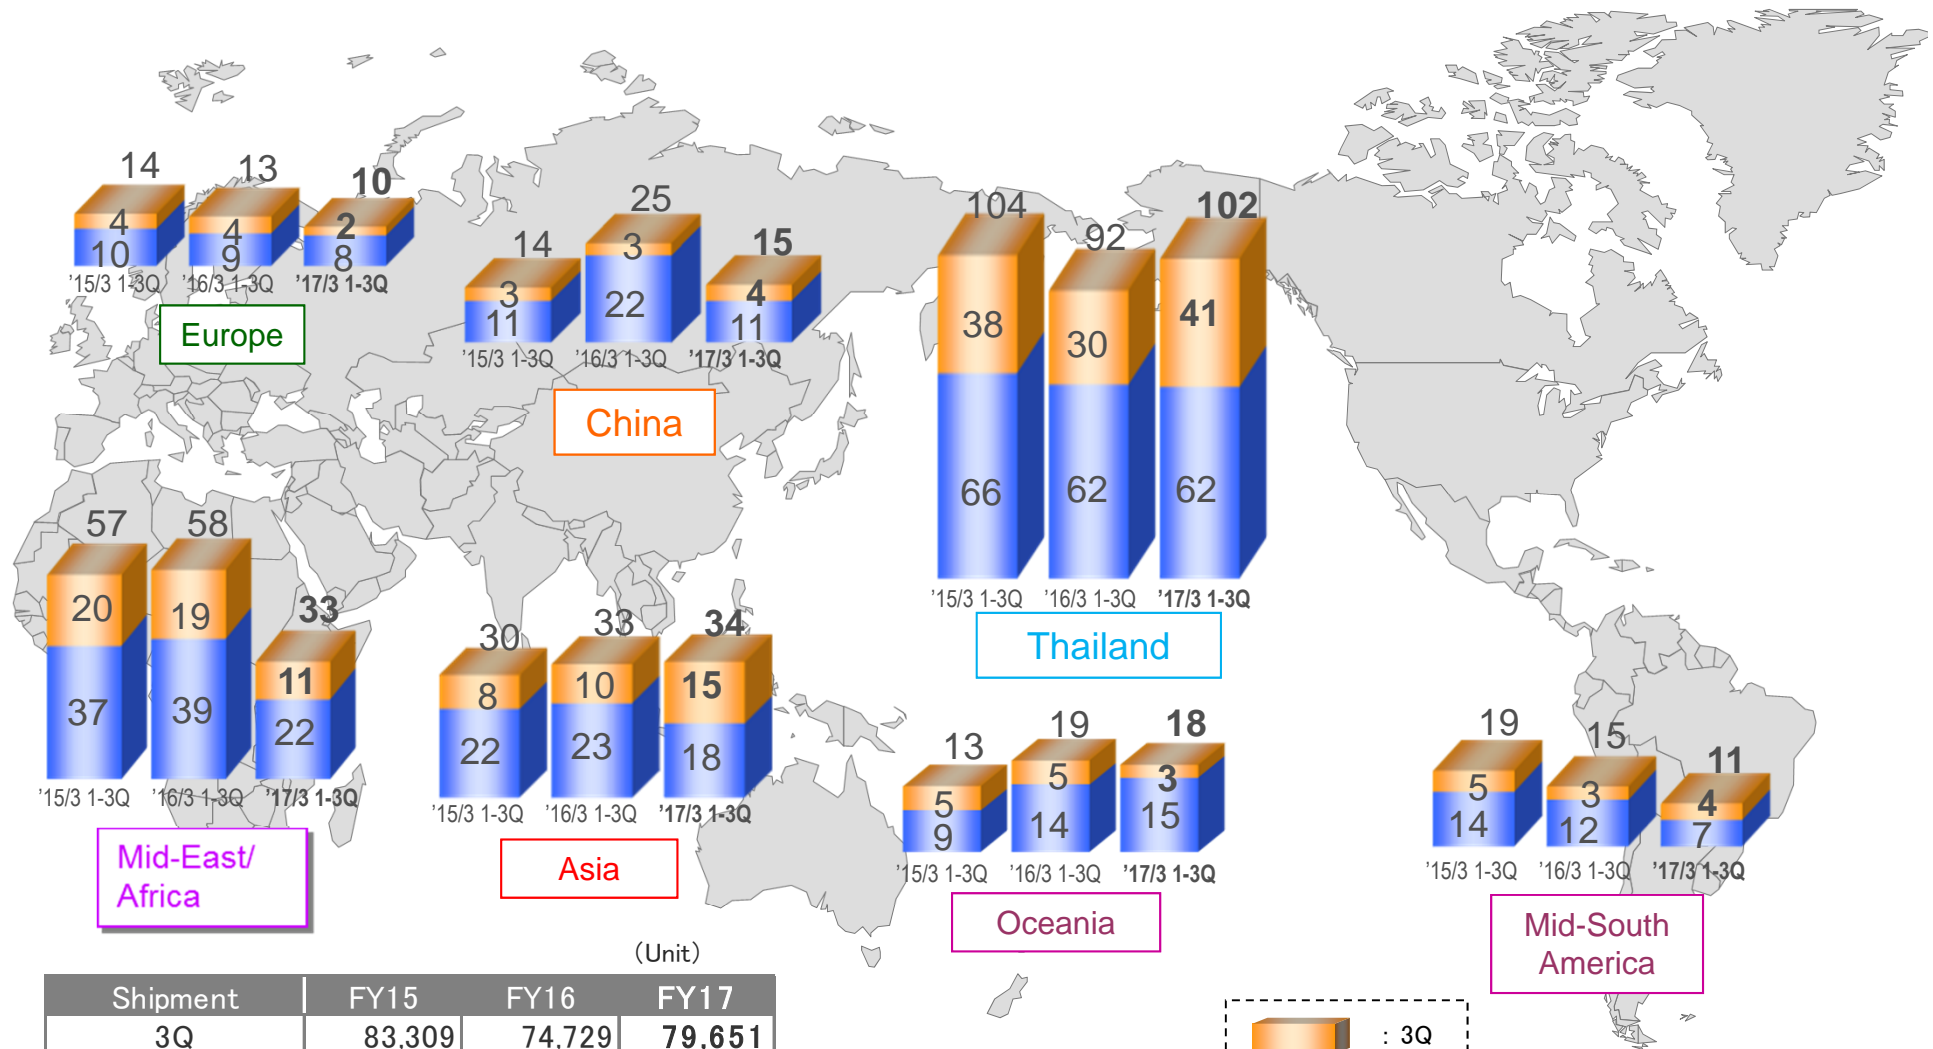 14
13
10
4
4
2
10
9
8
'15/3 1-3Q
'16/3 1-3Q
'17/3 1-3Q
Europe
14
25
15
3
3
4
11
22
11
'15/3 1-3Q
'16/3 1-3Q
'17/3 1-3Q
China
104
92
102
38
30
41
66
62
62
'15/3 1-3Q
'16/3 1-3Q
'17/3 1-3Q
Thailand
57
58
33
20
19
11
37
39
22
'15/3 1-3Q
'16/3 1-3Q
'17/3 1-3Q
Mid-East/
Africa
30
33
34
8
10
15
22
23
18
'15/3 1-3Q
'16/3 1-3Q
'17/3 1-3Q
Asia
13
19
18
5
5
3
9
14
15
'15/3 1-3Q
'16/3 1-3Q
'17/3 1-3Q
Oceania
19
15
11
5
3
4
14
12
7
'15/3 1-3Q
'16/3 1-3Q
'17/3 1-3Q
Mid-South
America
(Unit)
Shipment FY15 FY16 FY17
3Q 83,309 74,729 79,651
: 3Q